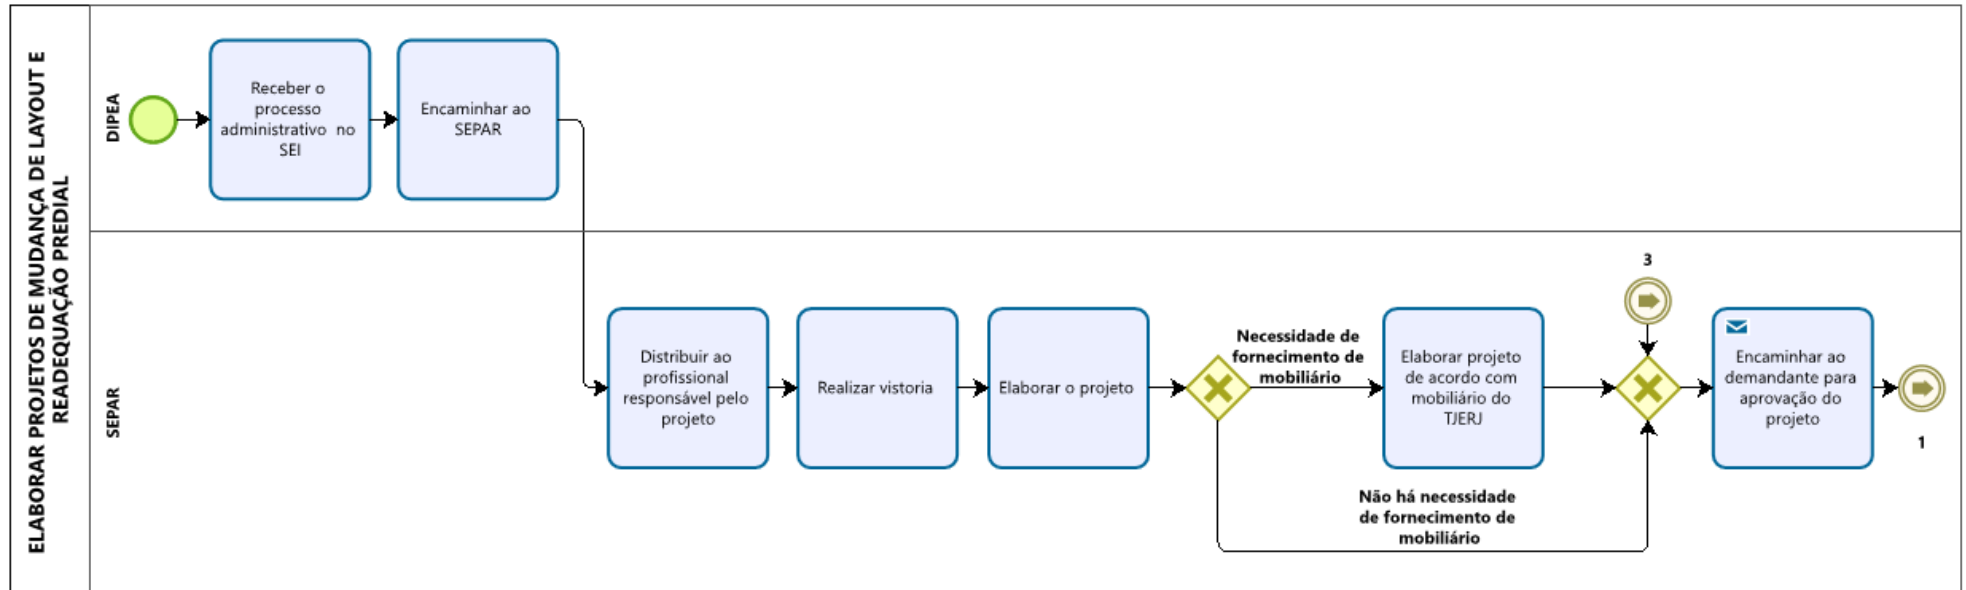 ELABORAR PROJETOS DE MUDANÇA DE LAYOUT E
READEQUAÇÃO PREDIAL
DIPEA
Receber o
processo
administrativo no
SEI
Encaminhar ao
SEPAR
SEPAR
Distribuir ao
profissional
responsável pelo
projeto
Realizar vistoria
Elaborar o projeto
Necessidade de
fornecimento de
mobiliário
Não há necessidade
de fornecimento de
mobiliário
Elaborar projeto
de acordo com
mobiliário do
TJERJ
3
Encaminhar ao
demandante para
aprovação do
projeto
1